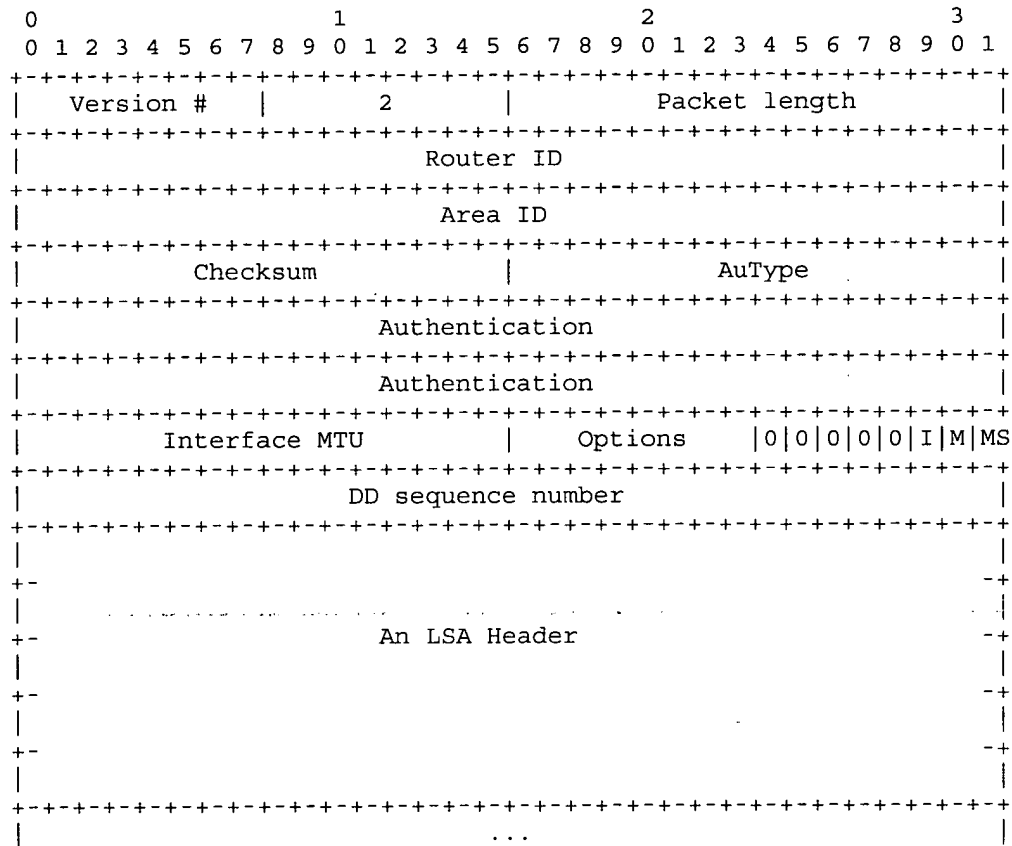 0                   1                   2                   3
 0 1 2 3 4 5 6 7 8 9 0 1 2 3 4 5 6 7 8 9 0 1 2 3 4 5 6 7 8 9 0 1
+-+-+-+-+-+-+-+-+-+-+-+-+-+-+-+-+-+-+-+-+-+-+-+-+-+-+-+-+-+-+-+-+
|   Version #   |       2       |         Packet length         |
+-+-+-+-+-+-+-+-+-+-+-+-+-+-+-+-+-+-+-+-+-+-+-+-+-+-+-+-+-+-+-+-+
|                          Router ID                            |
+-+-+-+-+-+-+-+-+-+-+-+-+-+-+-+-+-+-+-+-+-+-+-+-+-+-+-+-+-+-+-+-+
|                           Area ID                             |
+-+-+-+-+-+-+-+-+-+-+-+-+-+-+-+-+-+-+-+-+-+-+-+-+-+-+-+-+-+-+-+-+
|           Checksum            |             AuType            |
+-+-+-+-+-+-+-+-+-+-+-+-+-+-+-+-+-+-+-+-+-+-+-+-+-+-+-+-+-+-+-+-+
|                       Authentication                          |
+-+-+-+-+-+-+-+-+-+-+-+-+-+-+-+-+-+-+-+-+-+-+-+-+-+-+-+-+-+-+-+-+
|                       Authentication                          |
+-+-+-+-+-+-+-+-+-+-+-+-+-+-+-+-+-+-+-+-+-+-+-+-+-+-+-+-+-+-+-+-+
|         Interface MTU         |    Options    |0|0|0|0|0|I|M|MS
+-+-+-+-+-+-+-+-+-+-+-+-+-+-+-+-+-+-+-+-+-+-+-+-+-+-+-+-+-+-+-+-+
|                     DD sequence number                        |
+-+-+-+-+-+-+-+-+-+-+-+-+-+-+-+-+-+-+-+-+-+-+-+-+-+-+-+-+-+-+-+-+
|                                                               |
+-                                                             -+
|                                                               |
+-                      An LSA Header                          -+
|                                                               |
+-                                                             -+
|                                                               |
+-                                                             -+
|                                                               |
+-+-+-+-+-+-+-+-+-+-+-+-+-+-+-+-+-+-+-+-+-+-+-+-+-+-+-+-+-+-+-+-+
|                              ...                              |